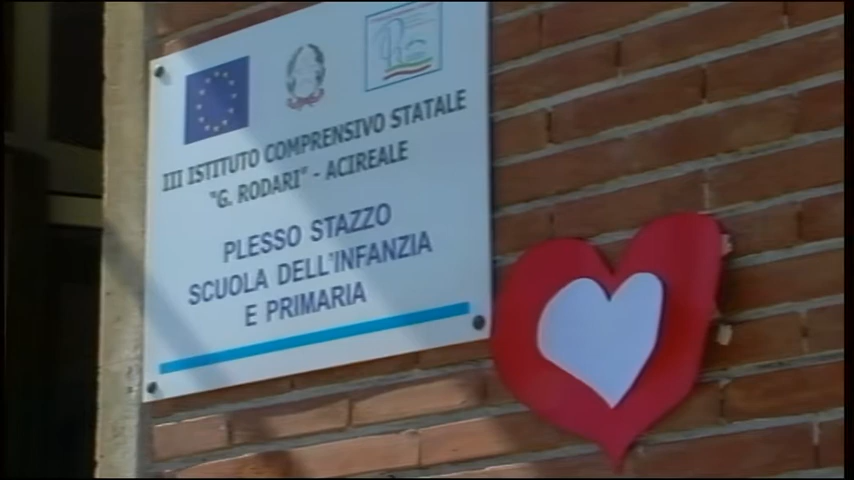 III ISTITUTO COMPRENSIVO STATALE
"G. RODARI" - ACIREALE
PLESSO STAZZO
SCUOLA DELL'INFANZIA
E PRIMARIA